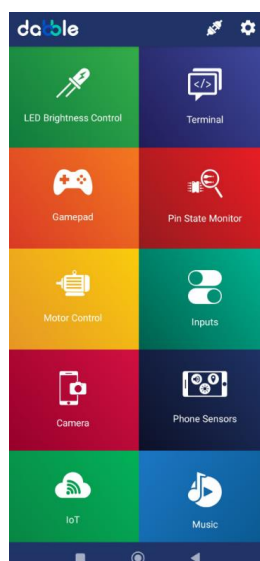 dabble
LED Brightness Control
</>
Terminal
Gamepad
Pin State Monitor
Motor Control
Inputs
Camera
Phone Sensors
IoT
Music